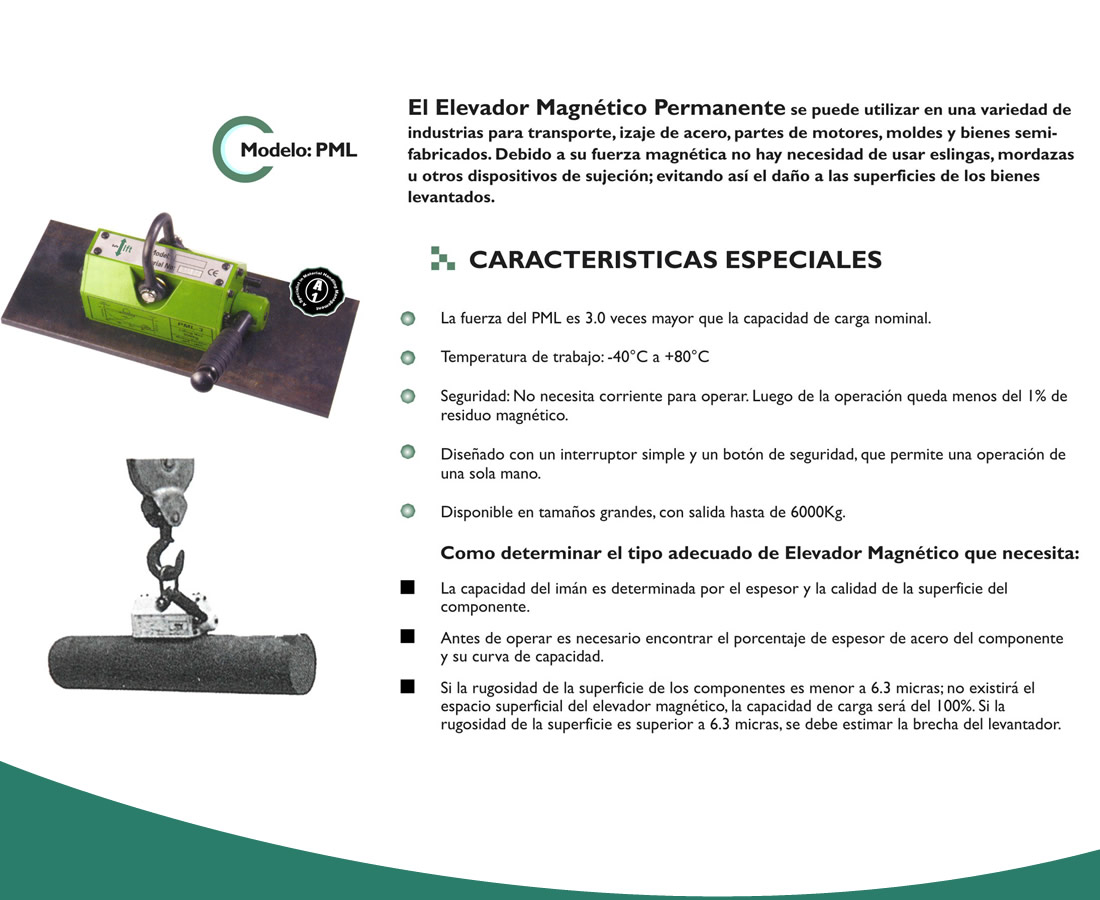 El Elevador Magnético Permanente se puede utilizar en una variedad de
industrias para transporte, izaje de acero, partes de motores, moldes y bienes semi-
fabricados. Debido a su fuerza magnética no hay necesidad de usar eslingas, mordazas
u otros dispositivos de sujeción; evitando así el daño a las superficies de los bienes
levantados.
Modelo: PML
lift
Model
Serial No
CE
PML-3
A
CARACTERISTICAS ESPECIALES
La fuerza del PML es 3.0 veces mayor que la capacidad de carga nominal.
Temperatura de trabajo: -40°C a +80°C
Seguridad: No necesita corriente para operar. Luego de la operación queda menos del 1% de
residuo magnético.
Diseñado con un interruptor simple y un botón de seguridad, que permite una operación de
una sola mano.
Disponible en tamaños grandes, con salida hasta de 6000Kg.
Como determinar el tipo adecuado de Elevador Magnético que necesita:
La capacidad del imán es determinada por el espesor y la calidad de la superficie del
componente.
Antes de operar es necesario encontrar el porcentaje de espesor de acero del componente
y su curva de capacidad.
Si la rugosidad de la superficie de los componentes es menor a 6.3 micras; no existirá el
espacio superficial del elevador magnético, la capacidad de carga será del 100%. Si la
rugosidad de la superficie es superior a 6.3 micras, se debe estimar la brecha del levantador.